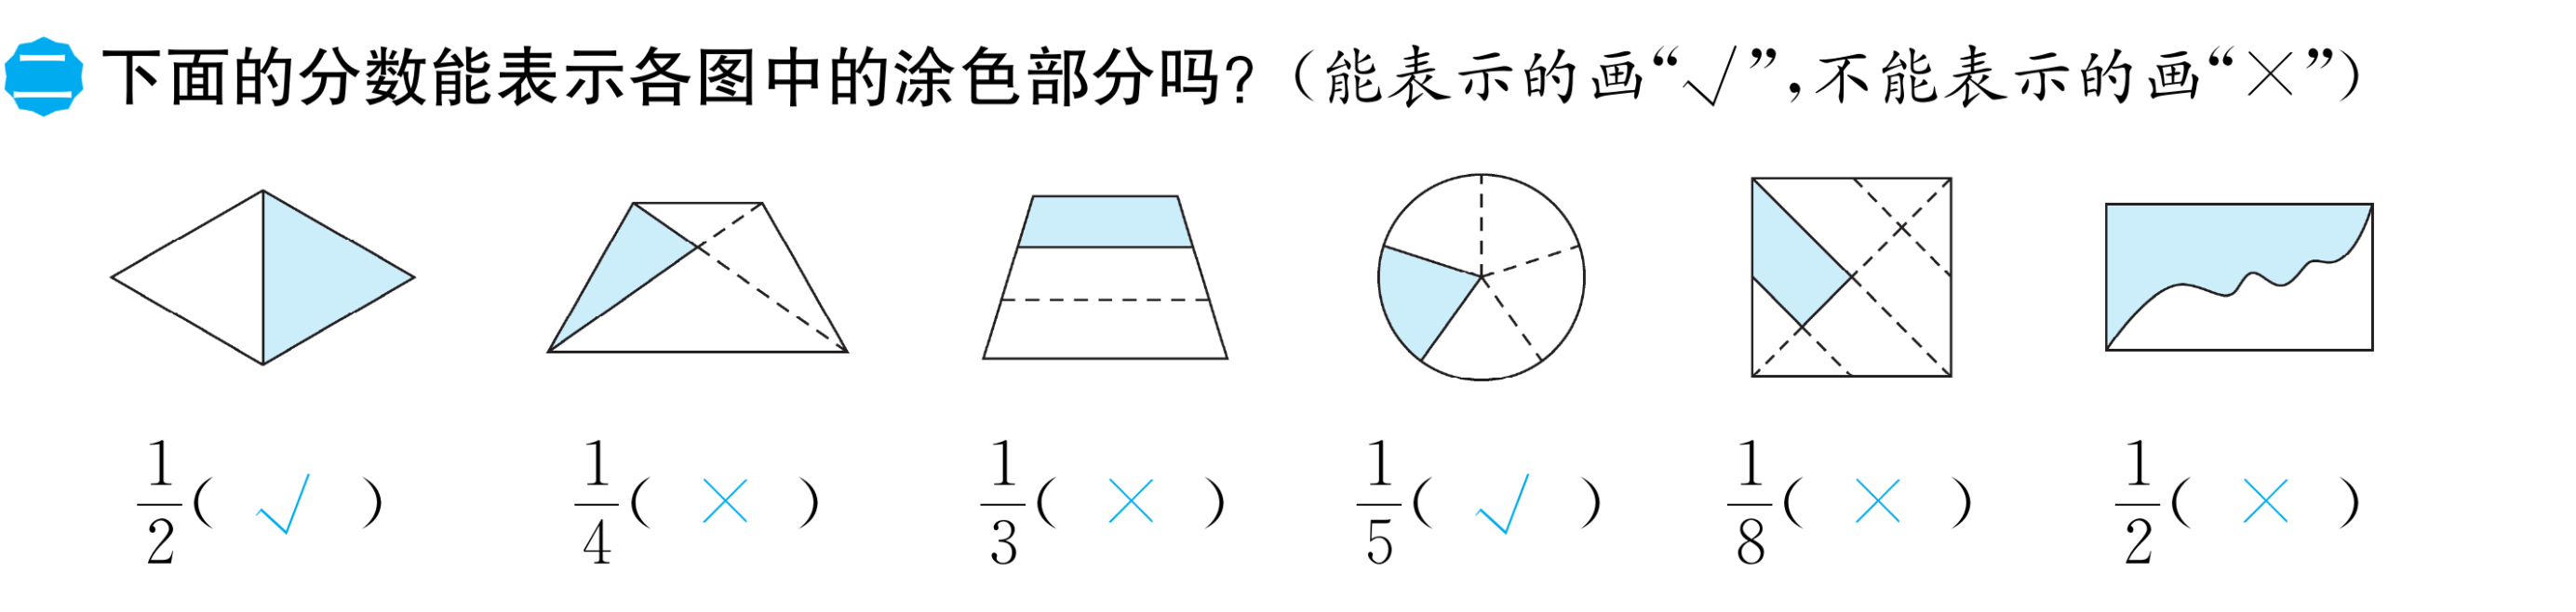 二 下面的分数能表示各图中的涂色部分吗？（能表示的画“√”，不能表示的画“×”）
1/2（ √ ） 1/4（ × ） 1/3（ × ） 1/5（ √ ） 1/8（ × ） 1/2（ × ）